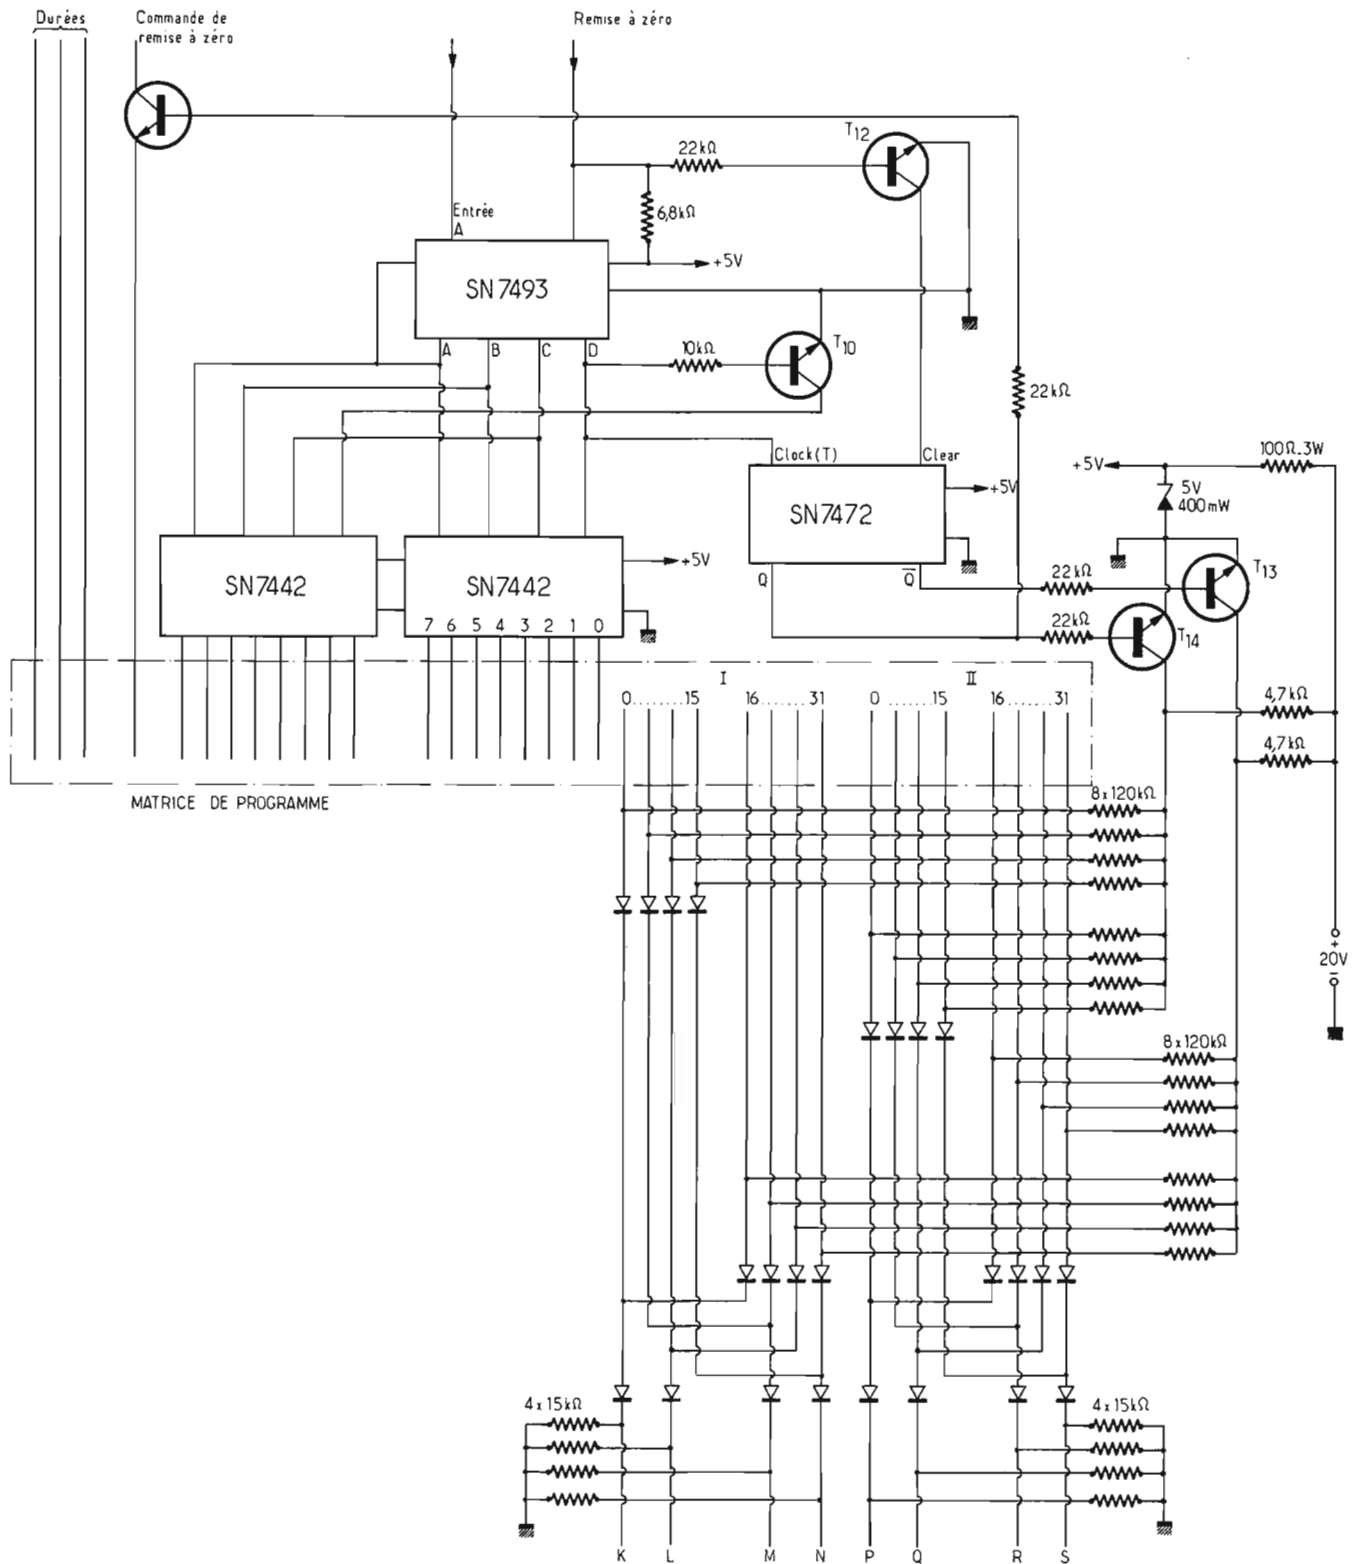 Durées
Commande de
remise à zéro
Remise à zéro
T12
22kΩ
6,8kΩ
Entrée
A
+5V
SN7493
A B C D
10kΩ
T10
22kΩ
Clock(T) Clear
+5V
100Ω_3W
5V
400mW
+5V
SN7472
Q Q̅
22kΩ
T13
22kΩ
T14
SN7442
SN7442
+5V
7 6 5 4 3 2 1 0
I
II
0.......15 16.......31
0.......15 16.......31
4,7kΩ
4,7kΩ
MATRICE DE PROGRAMME
8x120kΩ
+
20V
-
8x120kΩ
4x15kΩ
4x15kΩ
K L M N P Q R S